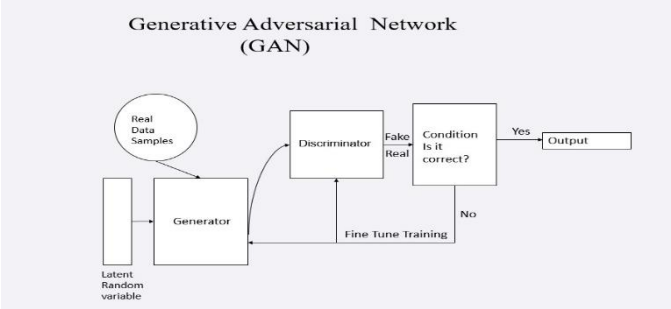 Generative Adversarial Network
(GAN)
Real
Data
Samples
Discriminator
Fake
Real
Condition
Is it
correct?
Yes
Output
Generator
No
Fine Tune Training
Latent
Random
variable